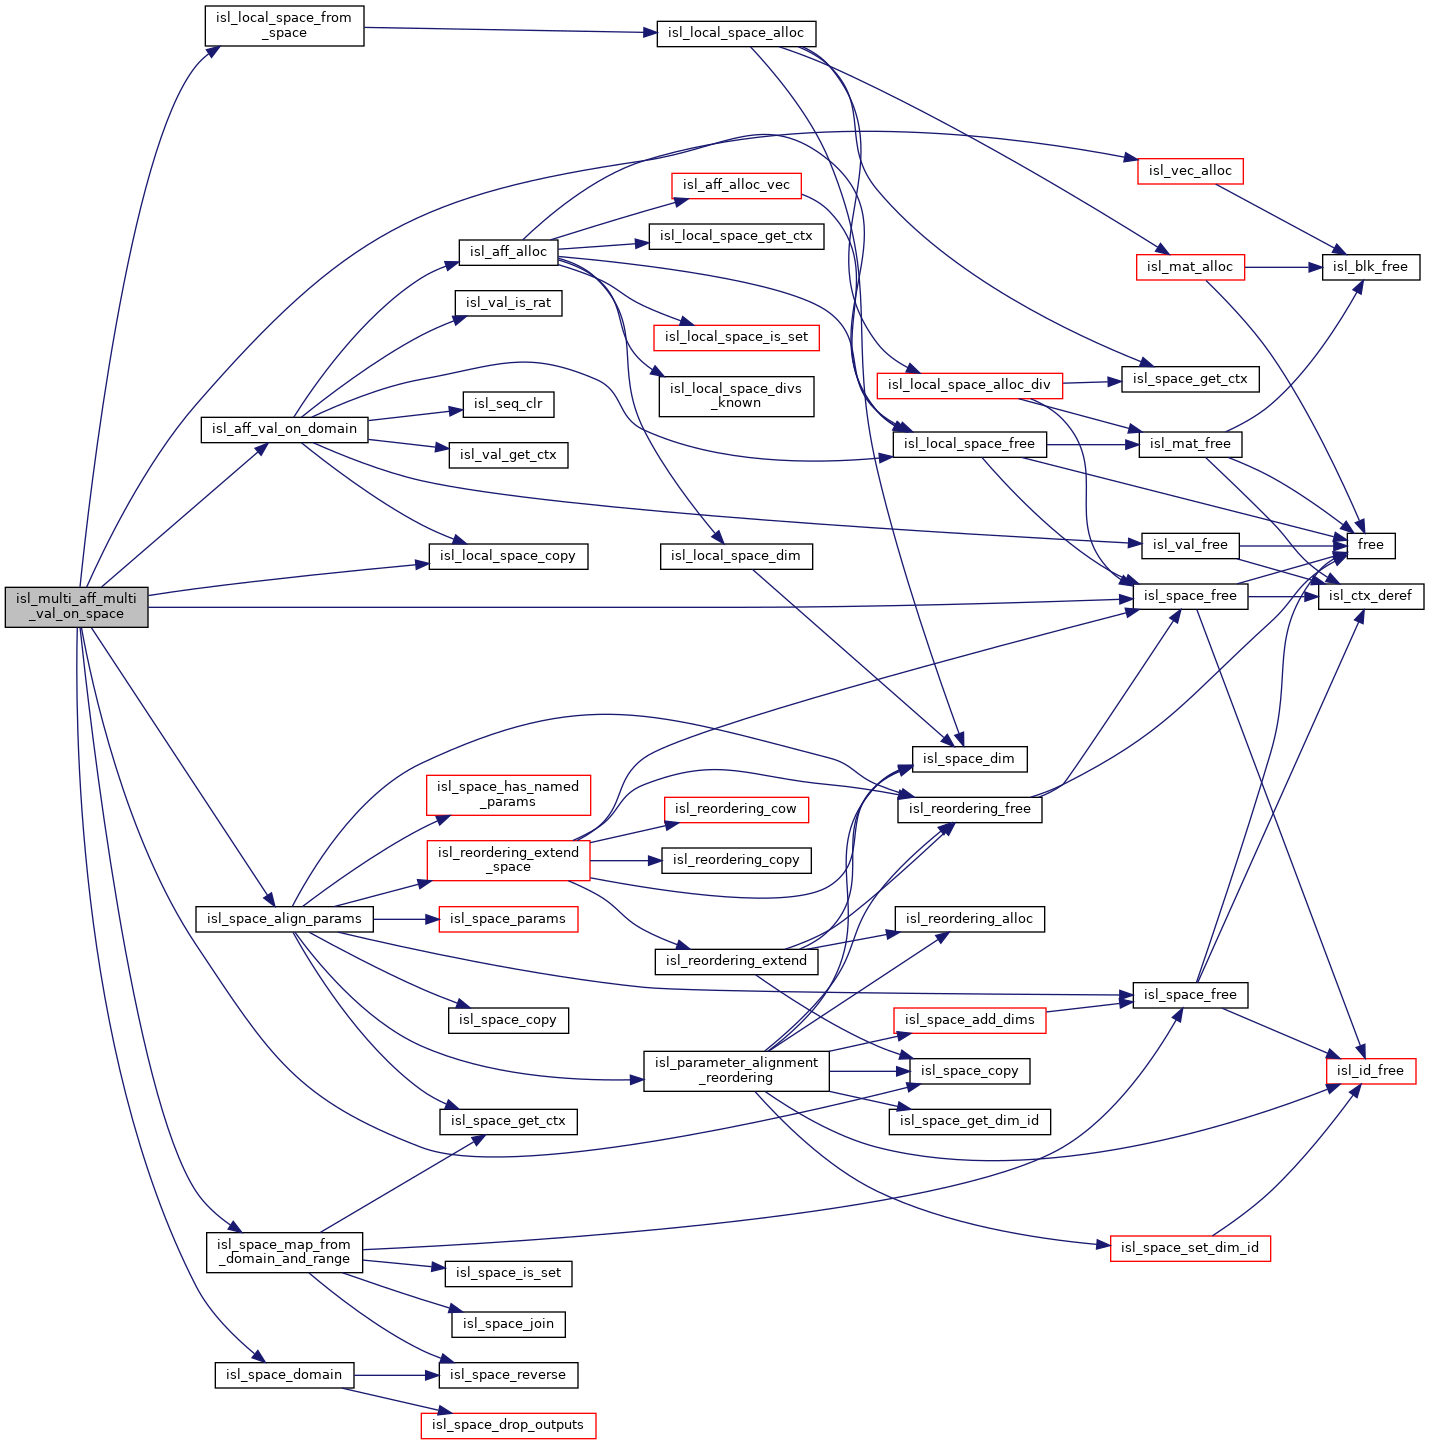 isl_local_space_from
_space
isl_local_space_alloc
isl_vec_alloc
isl_aff_alloc_vec
isl_local_space_get_ctx
isl_aff_alloc
isl_mat_alloc
isl_blk_free
isl_val_is_rat
isl_local_space_is_set
isl_space_get_ctx
isl_local_space_alloc_div
isl_local_space_divs
_known
isl_seq_clr
isl_aff_val_on_domain
isl_local_space_free
isl_mat_free
isl_val_get_ctx
isl_val_free
free
isl_local_space_copy
isl_local_space_dim
isl_space_free
isl_ctx_deref
isl_multi_aff_multi
_val_on_space
isl_space_dim
isl_space_has_named
_params
isl_reordering_cow
isl_reordering_free
isl_reordering_extend
_space
isl_reordering_copy
isl_space_align_params
isl_space_params
isl_reordering_alloc
isl_reordering_extend
isl_space_free
isl_space_copy
isl_space_add_dims
isl_parameter_alignment
_reordering
isl_space_copy
isl_id_free
isl_space_get_ctx
isl_space_get_dim_id
isl_space_map_from
_domain_and_range
isl_space_set_dim_id
isl_space_is_set
isl_space_join
isl_space_domain
isl_space_reverse
isl_space_drop_outputs